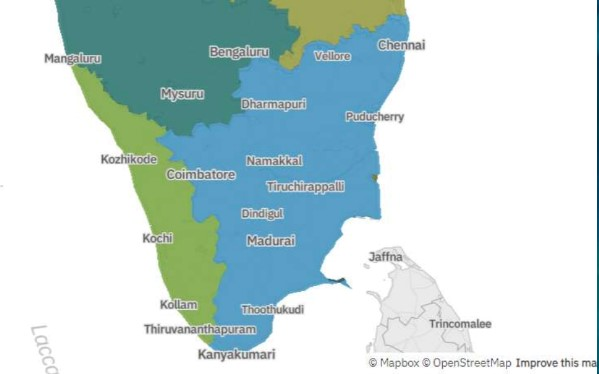 Chennai
Bengaluru
Vellore
Mangaluru
Mysuru
Dharmapuri
Puducherry
Kozhikode
Namakkal
Coimbatore
Tiruchirappalli
Dindigul
Kochi
Madurai
Jaffna
Kollam
Thoothukudi
Trincomalee
Thiruvananthapuram
Kanyakumari
Lacca
© Mapbox © OpenStreetMap Improve this ma